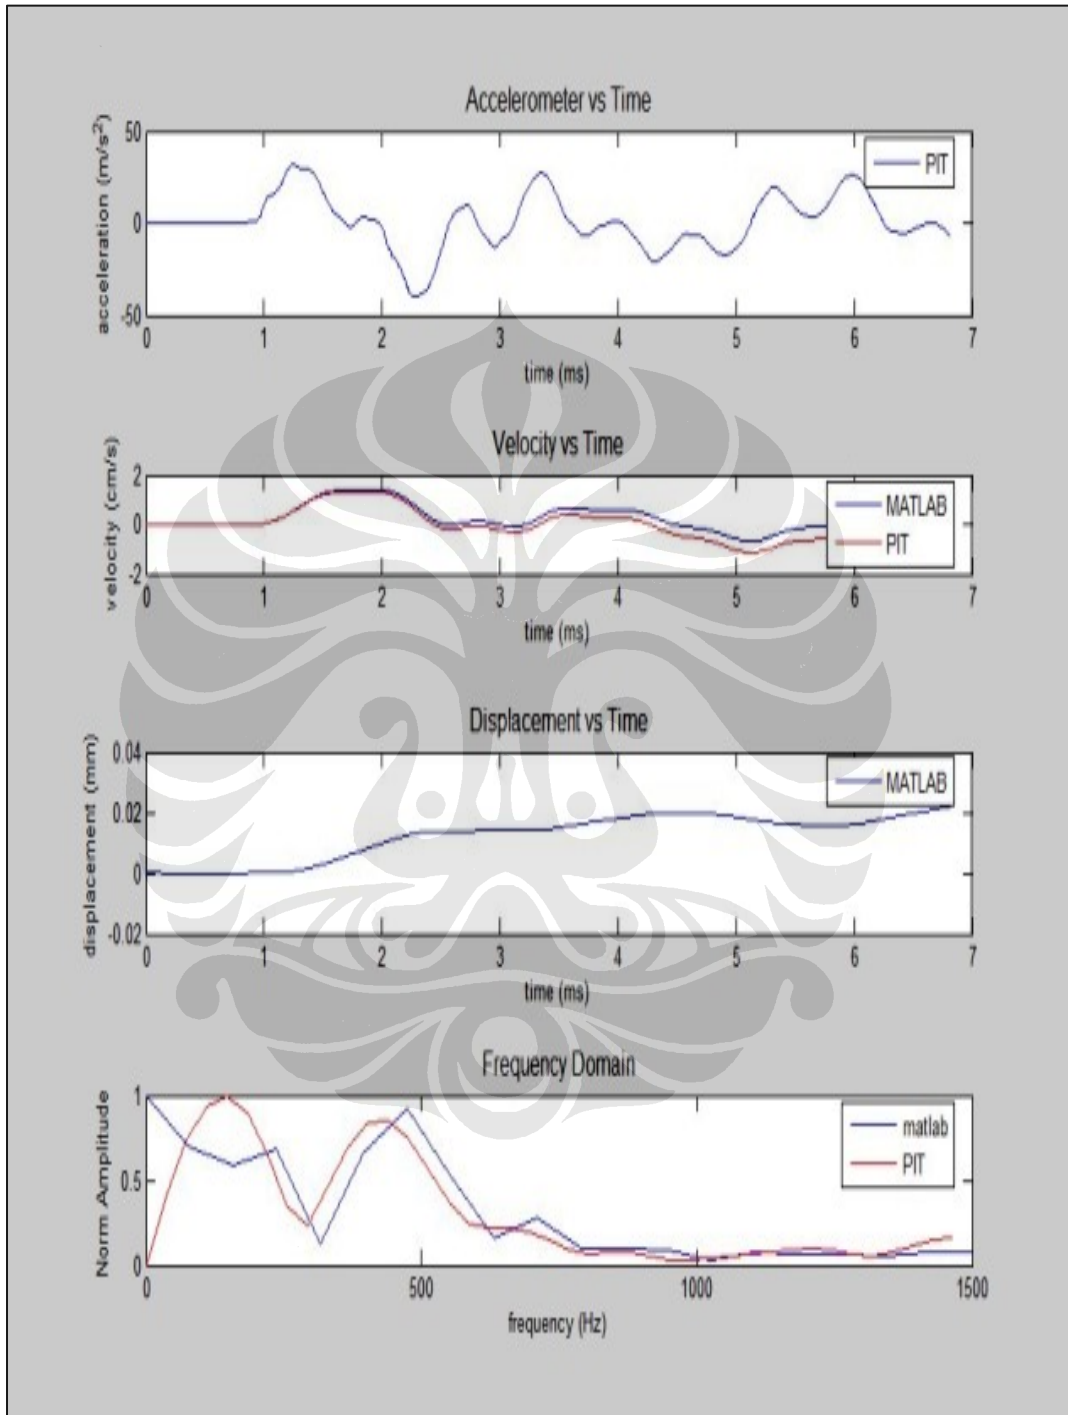 Accelerometer vs Time
acceleration (m/s²)
50
0
-50
PIT
0 1 2 3 4 5 6 7
time (ms)
Velocity vs Time
velocity (cm/s)
2
0
-2
MATLAB
PIT
0 1 2 3 4 5 6 7
time (ms)
Displacement vs Time
displacement (mm)
0.04
0.02
0
-0.02
MATLAB
0 1 2 3 4 5 6 7
time (ms)
Frequency Domain
Norm Amplitude
1
0.5
0
matlab
PIT
0 500 1000 1500
frequency (Hz)